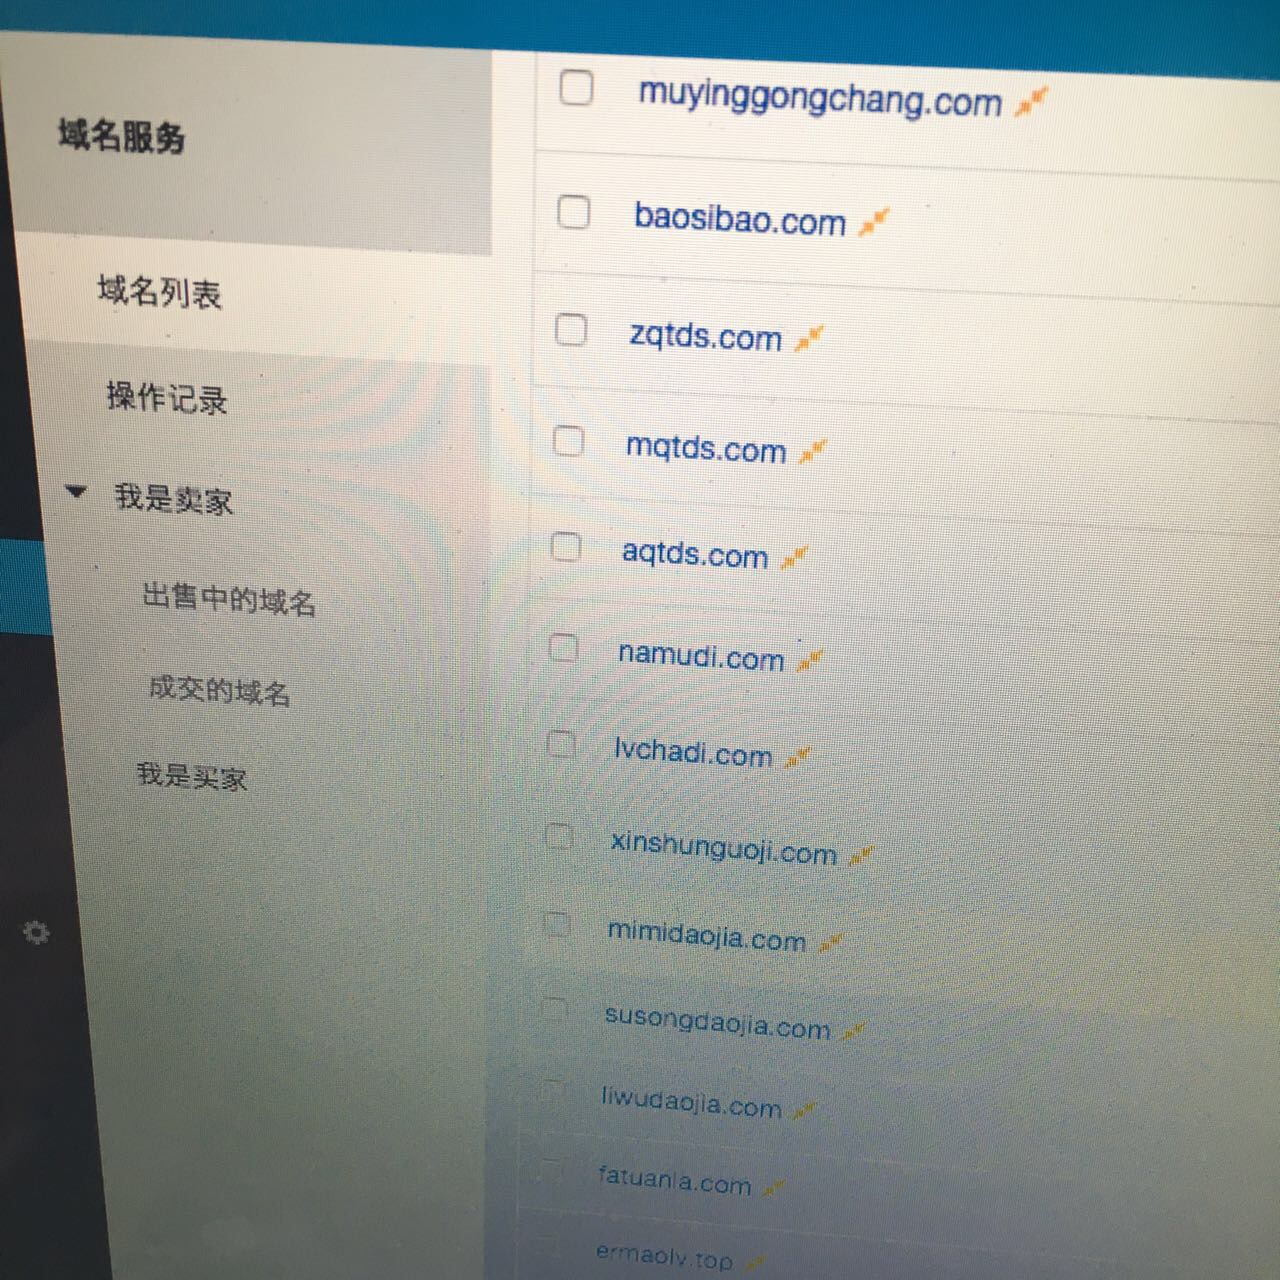 域名服务
域名列表
操作记录
我是卖家
出售中的域名
成交的域名
我是买家
muyinggongchang.com
baosibao.com
zqtds.com
mqtds.com
aqtds.com
namudi.com
lvchadi.com
xinshunguoji.com
mimidaojia.com
susongdaojia.com
liwudaojia.com
fatuanla.com
ermaolv.top